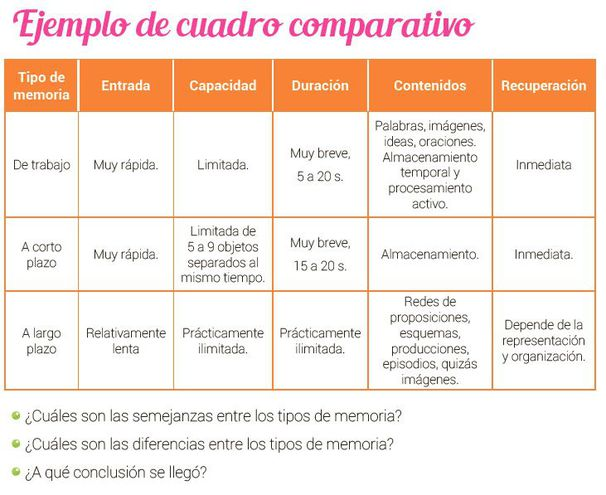 Ejemplo de cuadro comparativo
Tipo de
memoria
Entrada
Capacidad
Duración
Contenidos
Recuperación
De trabajo
Muy rápida.
Limitada.
Muy breve,
5 a 20 s.
Palabras, imágenes,
ideas, oraciones.
Almacenamiento
temporal y
procesamiento
activo.
Inmediata
A corto
plazo
Muy rápida.
Limitada de
5 a 9 objetos
separados al
mismo tiempo.
Muy breve,
15 a 20 s.
Almacenamiento.
Inmediata.
A largo
plazo
Relativamente
lenta
Prácticamente
ilimitada.
Prácticamente
ilimitada.
Redes de
proposiciones,
esquemas,
producciones,
episodios, quizás
imágenes.
Depende de la
representación
y organización.
¿Cuáles son las semejanzas entre los tipos de memoria?
¿Cuáles son las diferencias entre los tipos de memoria?
¿A qué conclusión se llegó?